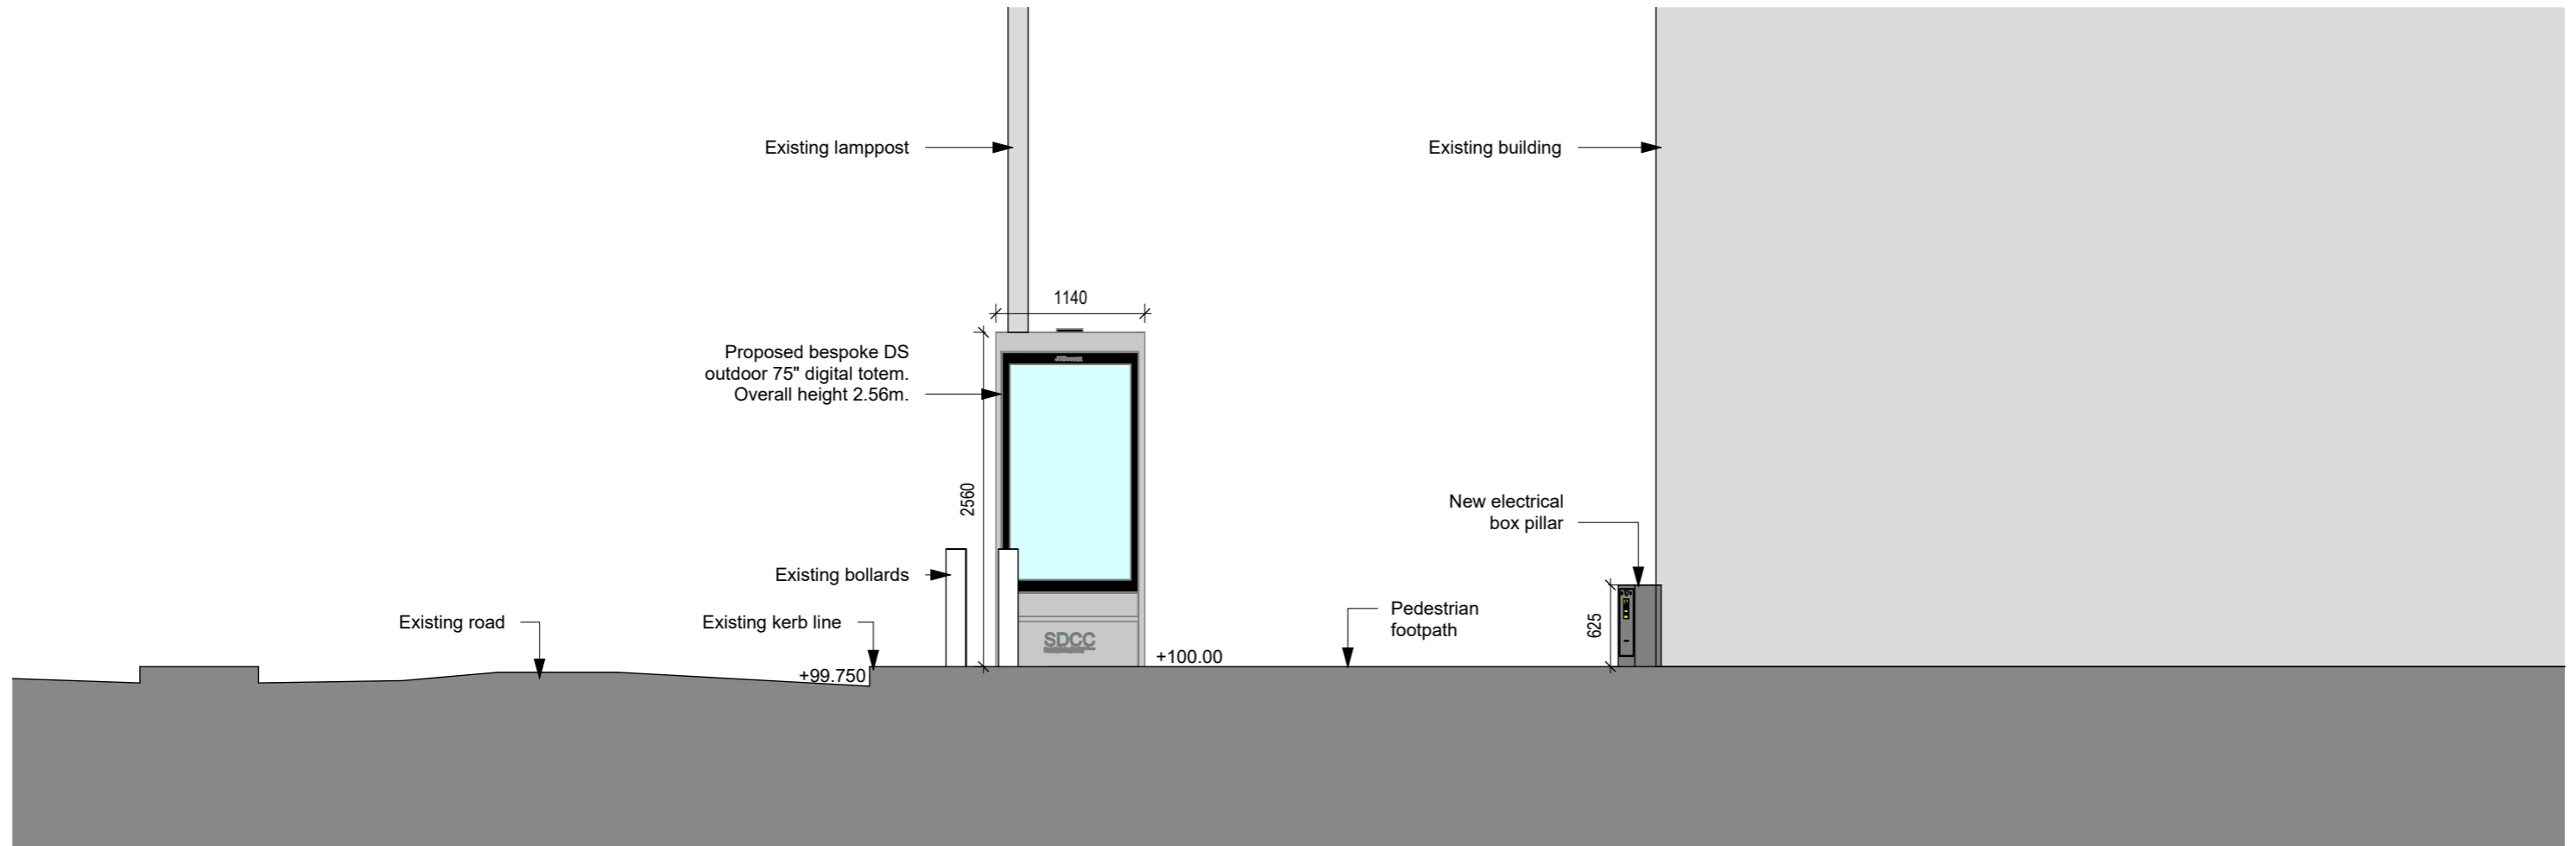 Existing lamppost
Existing building
1140
Proposed bespoke DS
outdoor 75" digital totem.
Overall height 2.56m.
2560
New electrical
box pillar
Existing bollards
625
Pedestrian
footpath
Existing road
Existing kerb line
SDCC
+100.00
+99.750